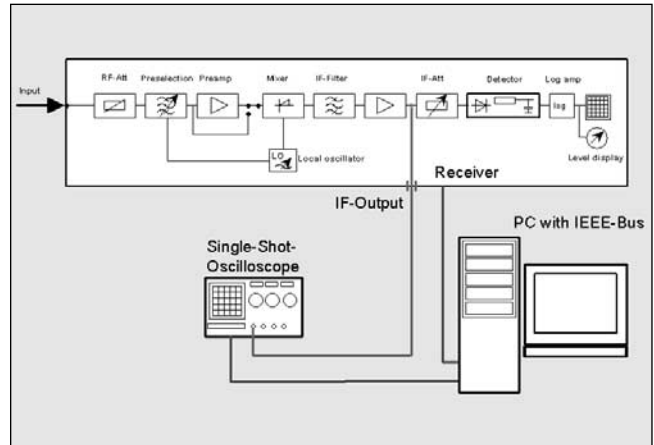 RF-Att Preselection Preamp Mixer IF-Filter IF-Att Detector Log amp
Input
log
LO
Local oscillator
Level display
Receiver
IF-Output
PC with IEEE-Bus
Single-Shot-
Oscilloscope